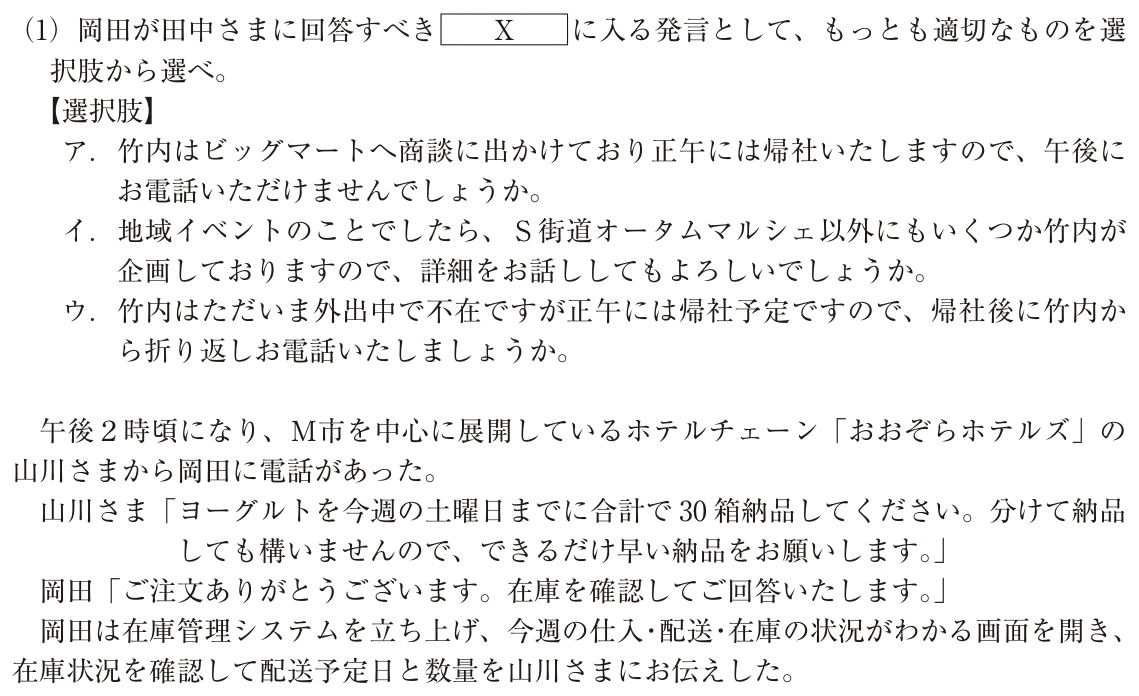 (1) 岡田が田中さまに回答すべき X に入る発言として、もっとも適切なものを選
択肢から選べ。
【選択肢】
ア．竹内はビッグマートへ商談に出かけており正午には帰社いたしますので、午後に
お電話いただけませんでしょうか。
イ．地域イベントのことでしたら、Ｓ街道オータムマルシェ以外にもいくつか竹内が
企画しておりますので、詳細をお話ししてもよろしいでしょうか。
ウ．竹内はただいま外出中で不在ですが正午には帰社予定ですので、帰社後に竹内か
ら折り返しお電話いたしましょうか。
午後２時頃になり、Ｍ市を中心に展開しているホテルチェーン「おおぞらホテルズ」の
山川さまから岡田に電話があった。
山川さま「ヨーグルトを今週の土曜日までに合計で 30 箱納品してください。分けて納品
しても構いませんので、できるだけ早い納品をお願いします。」
岡田「ご注文ありがとうございます。在庫を確認してご回答いたします。」
岡田は在庫管理システムを立ち上げ、今週の仕入・配送・在庫の状況がわかる画面を開き、
在庫状況を確認して配送予定日と数量を山川さまにお伝えした。